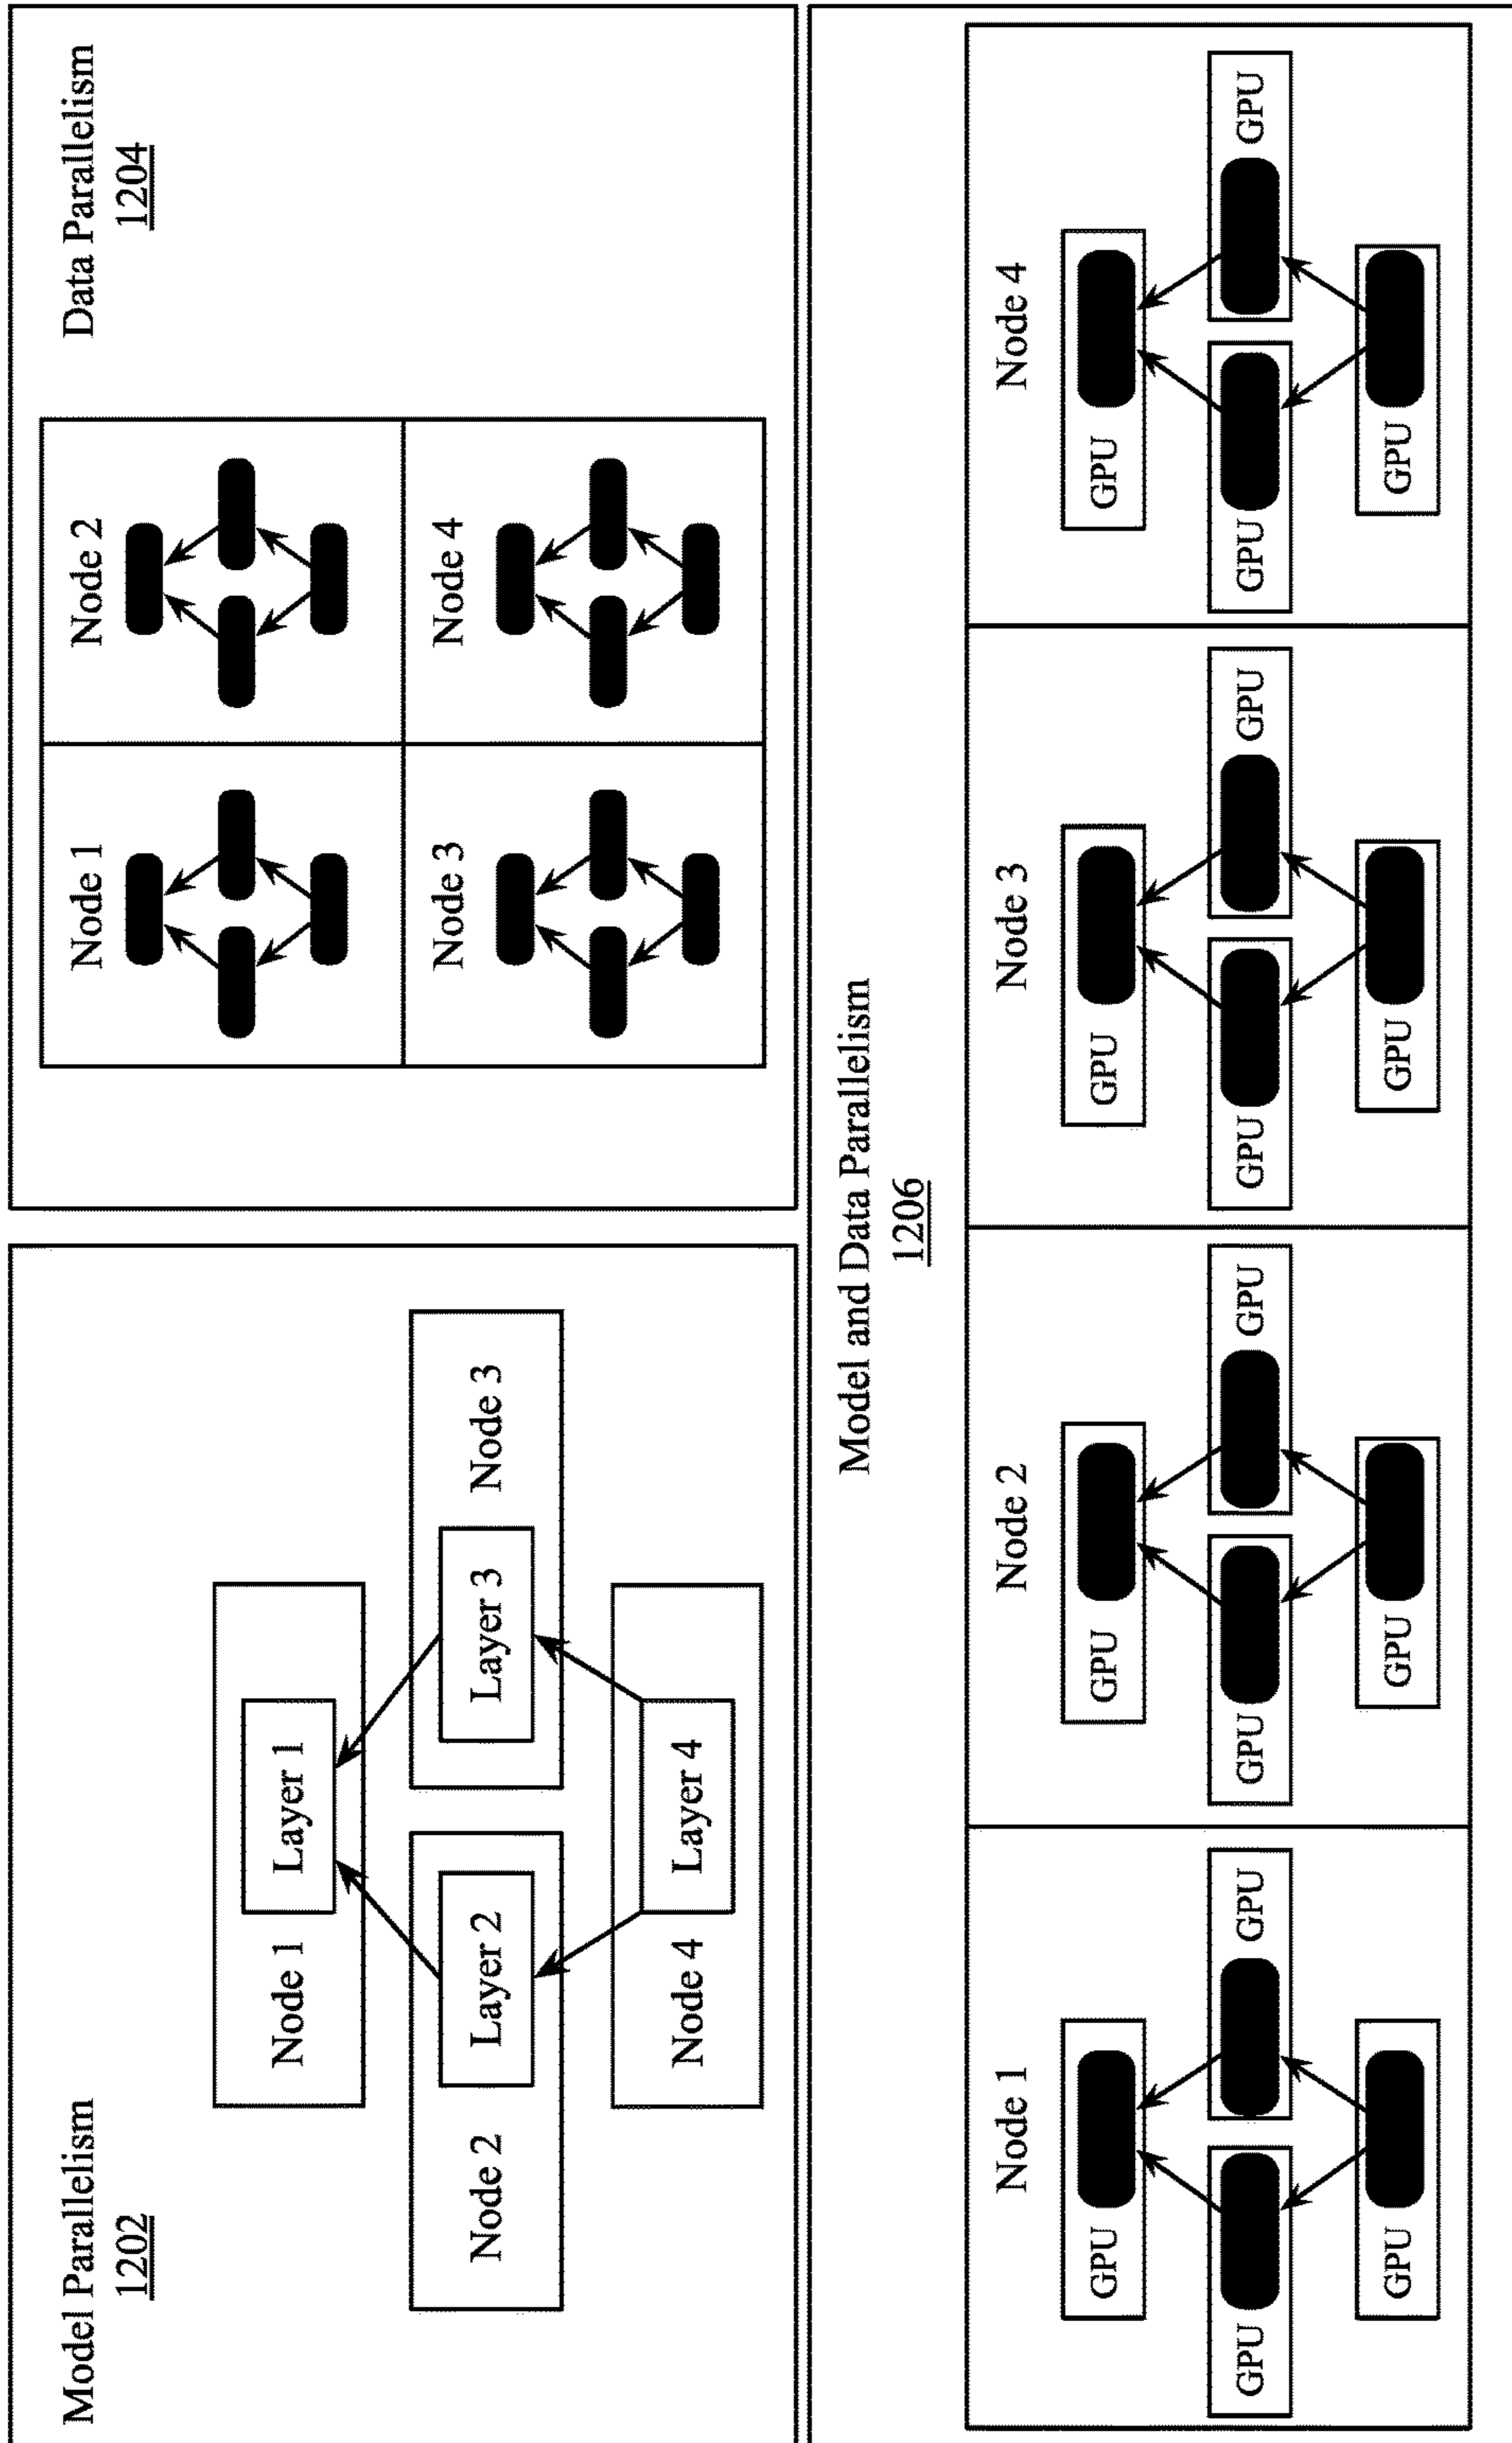 Model Parallelism
1202
Node 1
Layer 1
Node 2
Layer 2
Layer 3
Node 3
Node 4
Layer 4
Data Parallelism
1204
Node 1
Node 2
Node 3
Node 4
Model and Data Parallelism
1206
Node 1
GPU
GPU
GPU
GPU
Node 2
GPU
GPU
GPU
GPU
Node 3
GPU
GPU
GPU
GPU
Node 4
GPU
GPU
GPU
GPU